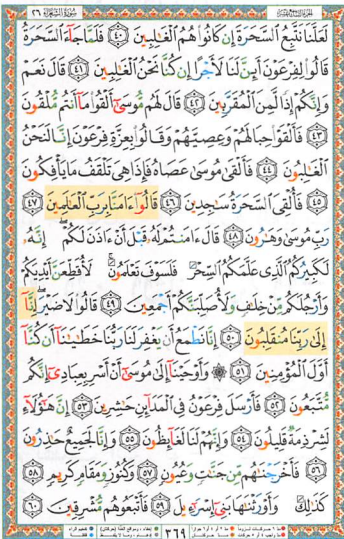 سورة الشعراء ٢٦
لَعَلَّنَا نَتَّبِعُ ٱلسَّحَرَةَ إِن كَانُوا۟ هُمُ ٱلْغَٰلِبِينَ ٤٠ فَلَمَّا جَآءَ ٱلسَّحَرَةُ
قَالُوا۟ لِفِرْعَوْنَ أَئِنَّ لَنَا لَأَجْرًا إِن كُنَّا نَحْنُ ٱلْغَٰلِبِينَ ٤١ قَالَ نَعَمْ
وَإِنَّكُمْ إِذًا لَّمِنَ ٱلْمُقَرَّبِينَ ٤٢ قَالَ لَهُم مُّوسَىٰٓ أَلْقُوا۟ مَآ أَنتُم مُّلْقُونَ
٤٣ فَأَلْقَوْا۟ حِبَالَهُمْ وَعِصِيَّهُمْ وَقَالُوا۟ بِعِزَّةِ فِرْعَوْنَ إِنَّا لَنَحْنُ
ٱلْغَٰلِبُونَ ٤٤ فَأَلْقَىٰ مُوسَىٰ عَصَاهُ فَإِذَا هِىَ تَلْقَفُ مَا يَأْفِكُونَ
٤٥ فَأُلْقِىَ ٱلسَّحَرَةُ سَٰجِدِينَ ٤٦ قَالُوٓا۟ ءَامَنَّا بِرَبِّ ٱلْعَٰلَمِينَ ٤٧
رَبِّ مُوسَىٰ وَهَٰرُونَ ٤٨ قَالَ ءَامَنتُمْ لَهُۥ قَبْلَ أَنْ ءَاذَنَ لَكُمْ ۖ إِنَّهُۥ
لَكَبِيرُكُمُ ٱلَّذِى عَلَّمَكُمُ ٱلسِّحْرَ فَلَسَوْفَ تَعْلَمُونَ ۚ لَأُقَطِّعَنَّ أَيْدِيَكُمْ
وَأَرْجُلَكُم مِّنْ خِلَٰفٍ وَلَأُصَلِّبَنَّكُمْ أَجْمَعِينَ ٤٩ قَالُوا۟ لَا ضَيْرَ ۖ إِنَّآ
إِلَىٰ رَبِّنَا مُنقَلِبُونَ ٥٠ إِنَّا نَطْمَعُ أَن يَغْفِرَ لَنَا رَبُّنَا خَطَٰيَٰنَآ أَن كُنَّآ
أَوَّلَ ٱلْمُؤْمِنِينَ ٥١ ۞ وَأَوْحَيْنَآ إِلَىٰ مُوسَىٰٓ أَنْ أَسْرِ بِعِبَادِىٓ إِنَّكُم
مُّتَّبَعُونَ ٥٢ فَأَرْسَلَ فِرْعَوْنُ فِى ٱلْمَدَآئِنِ حَٰشِرِينَ ٥٣ إِنَّ هَٰٓؤُلَآءِ
لَشِرْذِمَةٌ قَلِيلُونَ ٥٤ وَإِنَّهُمْ لَنَا لَغَآئِظُونَ ٥٥ وَإِنَّا لَجَمِيعٌ حَٰذِرُونَ
٥٦ فَأَخْرَجْنَٰهُم مِّن جَنَّٰتٍ وَعُيُونٍ ٥٧ وَكُنُوزٍ وَمَقَامٍ كَرِيمٍ ٥٨
كَذَٰلِكَ وَأَوْرَثْنَٰهَا بَنِىٓ إِسْرَٰٓءِيلَ ٥٩ فَأَتْبَعُوهُم مُّشْرِقِينَ ٦٠
٣٦٩